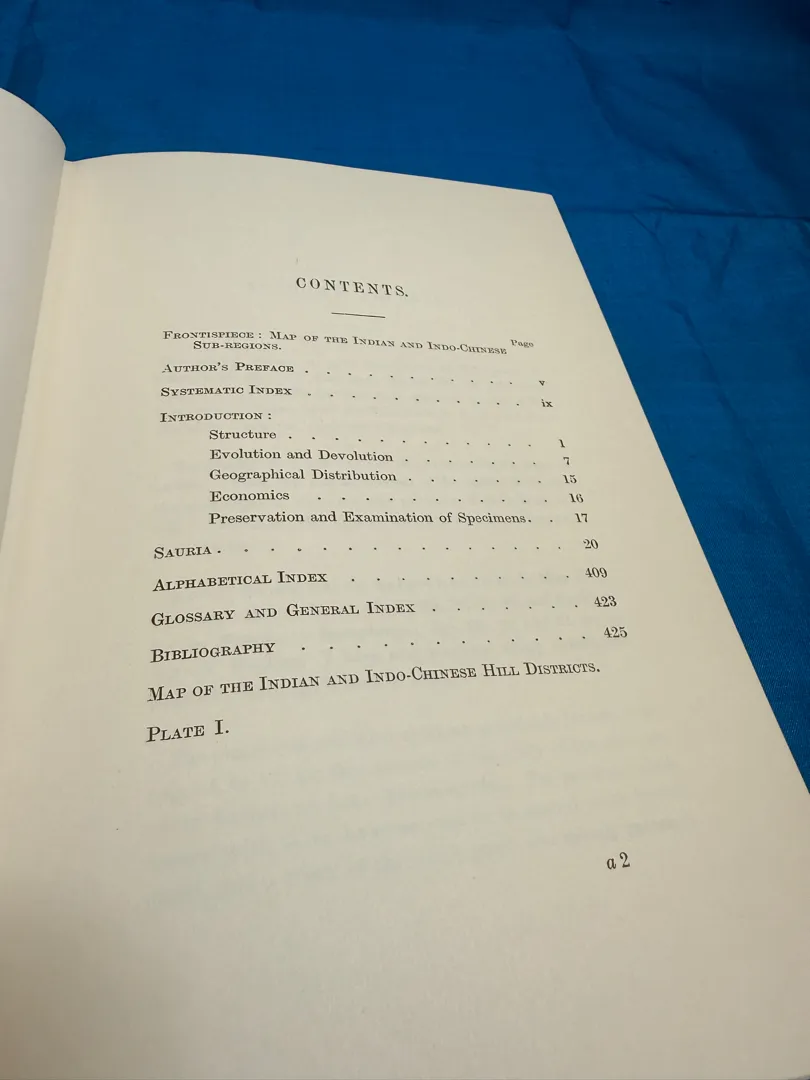 CONTENTS.
FRONTISPIECE : MAP OF THE INDIAN AND INDO-CHINESE Page
SUB-REGIONS.
AUTHOR'S PREFACE . . . . . . . . . v
SYSTEMATIC INDEX . . . . . . . . . . ix
INTRODUCTION :
Structure . . . . . . . . . . . . 1
Evolution and Devolution . . . . . . . 7
Geographical Distribution . . . . . . . 15
Economics . . . . . . . . . . 16
Preservation and Examination of Specimens. . 17
SAURIA . . . . . . . . . . . . . . 20
ALPHABETICAL INDEX . . . . . . . . . 409
GLOSSARY AND GENERAL INDEX . . . . . . 423
BIBLIOGRAPHY . . . . . . . . . . . 425
MAP OF THE INDIAN AND INDO-CHINESE HILL DISTRICTS.
PLATE I.
a 2